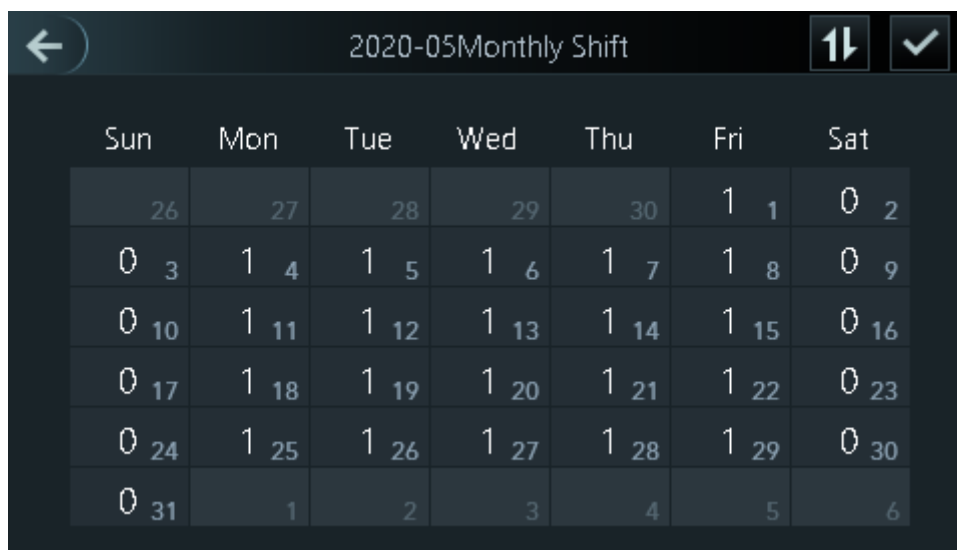 2020-05Monthly Shift
Sun Mon Tue Wed Thu Fri Sat
26 27 28 29 30 1 1 0 2
0 3 1 4 1 5 1 6 1 7 1 8 0 9
0 10 1 11 1 12 1 13 1 14 1 15 0 16
0 17 1 18 1 19 1 20 1 21 1 22 0 23
0 24 1 25 1 26 1 27 1 28 1 29 0 30
0 31 1 2 3 4 5 6